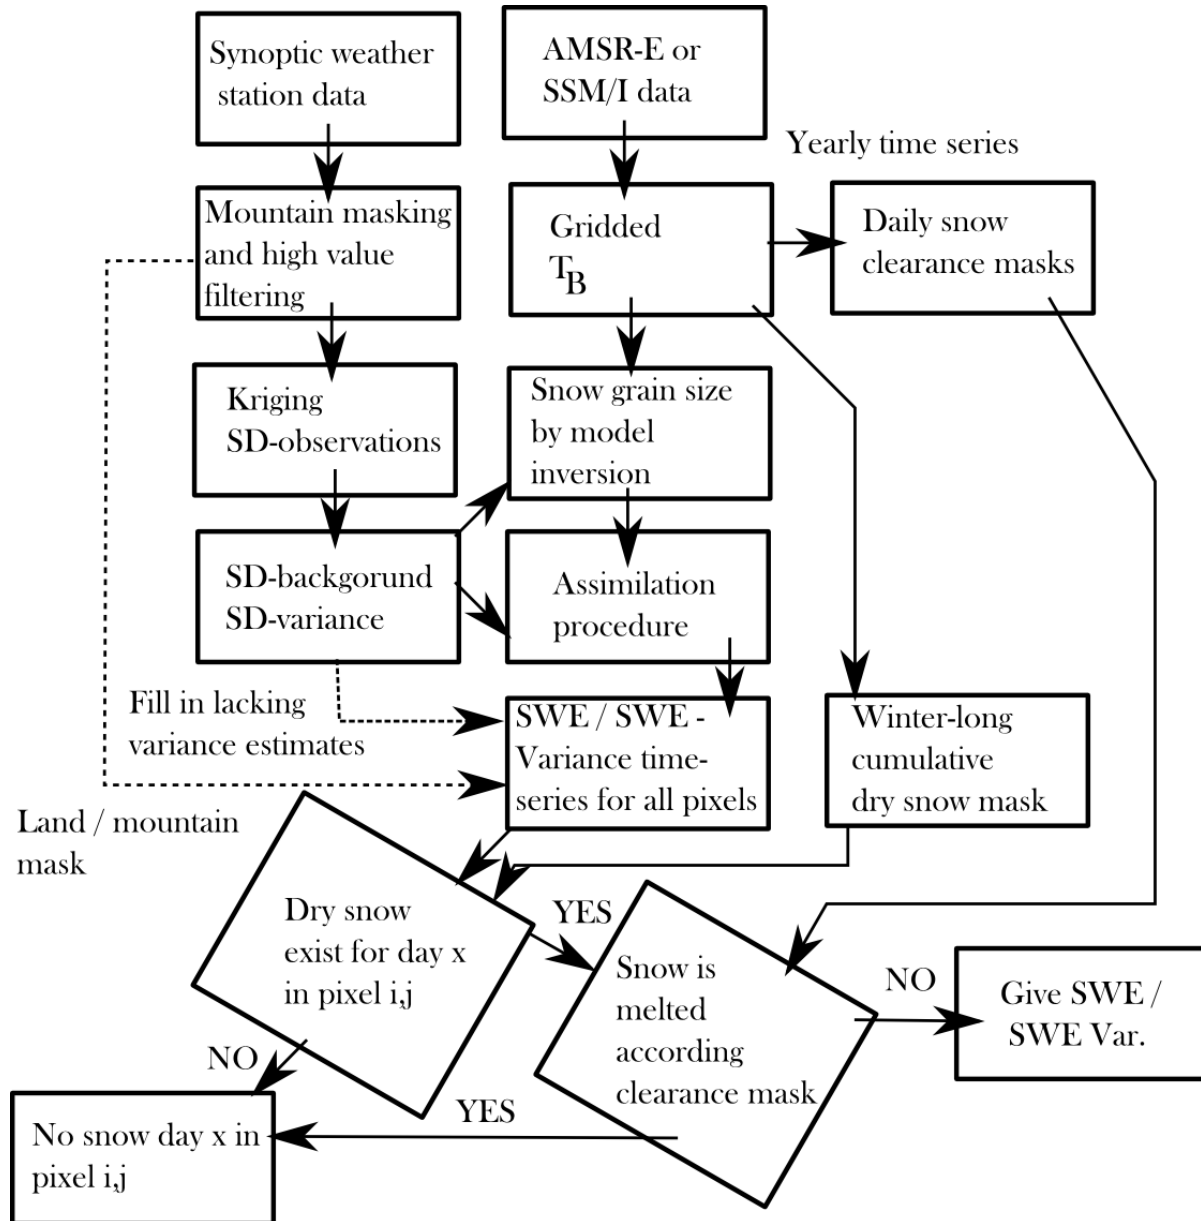 Synoptic weather
station data
AMSR-E or
SSM/I data
Yearly time series
Mountain masking
and high value
filtering
Gridded
TB
Daily snow
clearance masks
Kriging
SD-observations
Snow grain size
by model
inversion
SD-backgorund
SD-variance
Assimilation
procedure
Fill in lacking
variance estimates
SWE / SWE -
Variance time-
series for all pixels
Winter-long
cumulative
dry snow mask
Land / mountain
mask
Dry snow
exist for day x
in pixel i,j
YES
Snow is
melted
according
clearance mask
NO
Give SWE /
SWE Var.
NO
YES
No snow day x in
pixel i,j